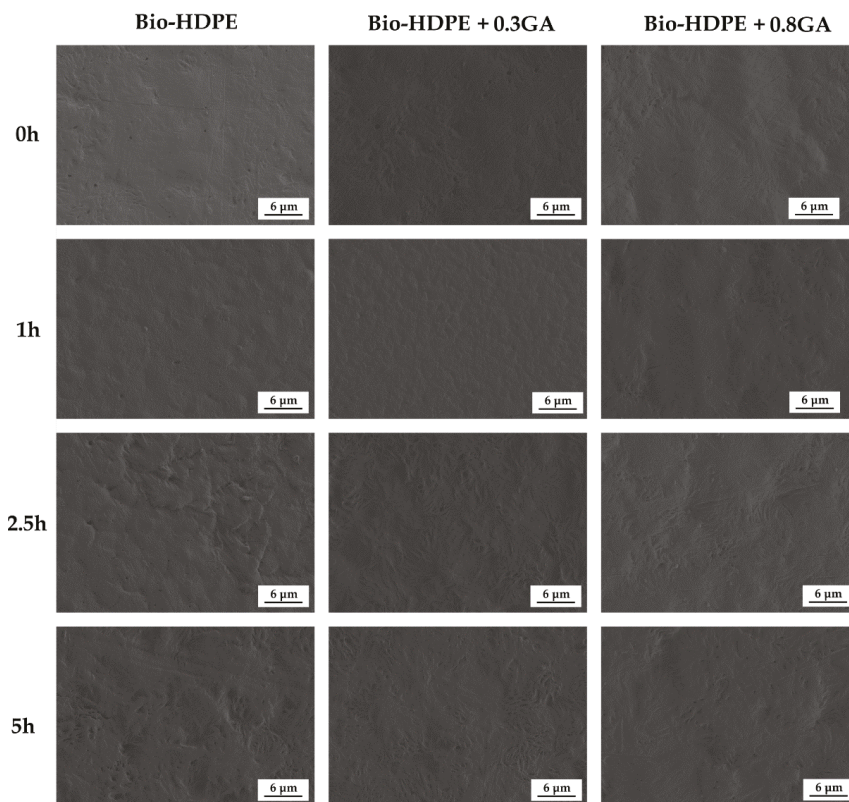 Bio-HDPE Bio-HDPE + 0.3GA Bio-HDPE + 0.8GA
0h
6 µm 6 µm 6 µm
1h
6 µm 6 µm 6 µm
2.5h
6 µm 6 µm 6 µm
5h
6 µm 6 µm 6 µm